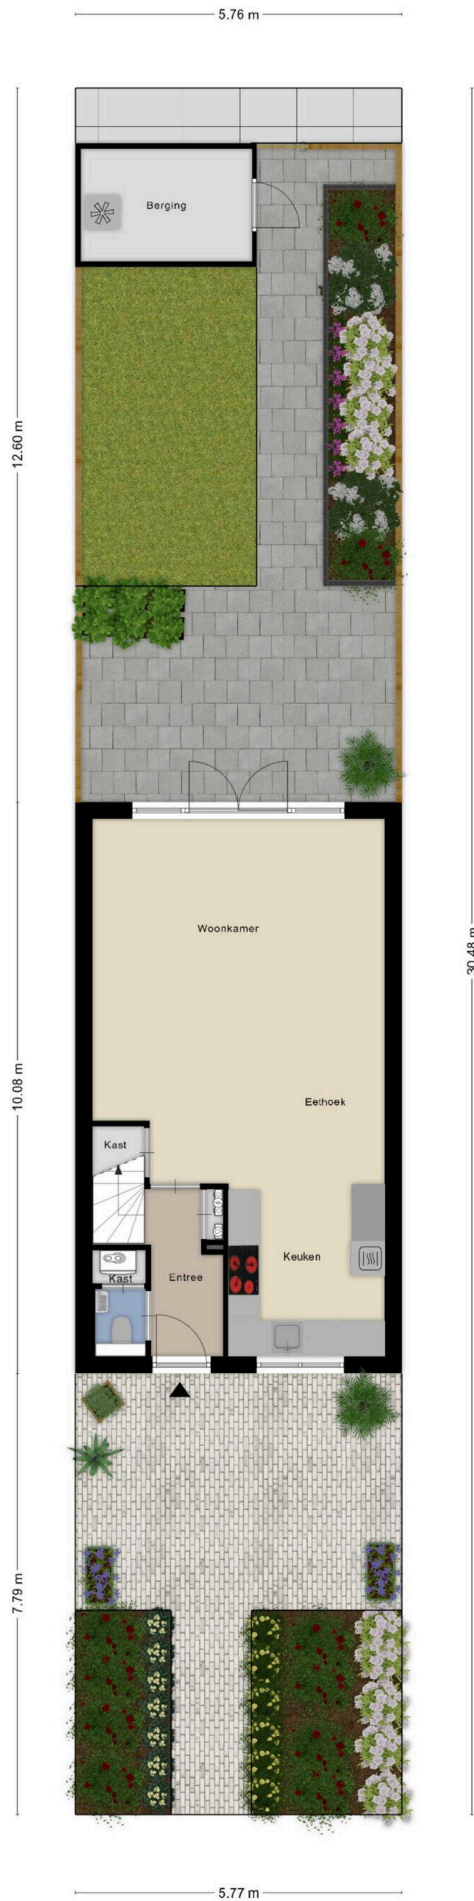 5.76 m
Berging
12.60 m
Woonkamer
30.48 m
10.08 m
Eethoek
Kast
Keuken
Kast
Entree
7.79 m
5.77 m